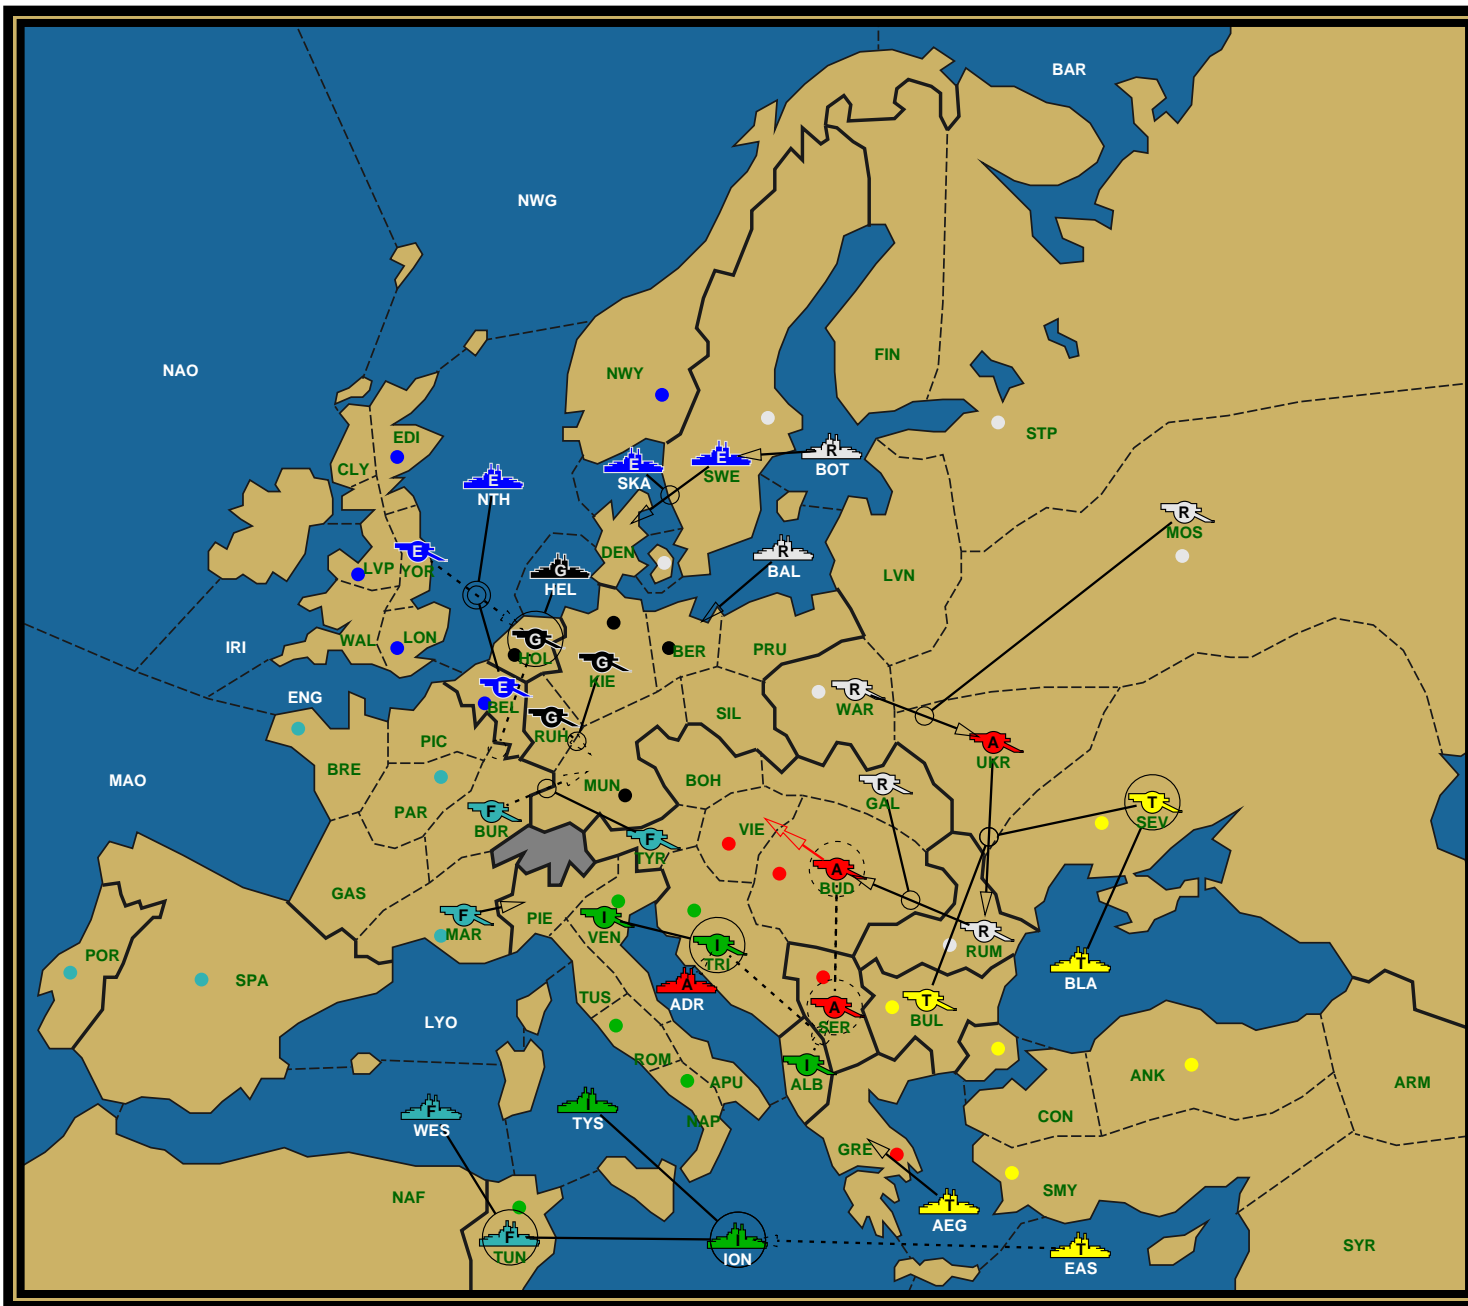 BAR
NWG
NAO
FIN
NWY
STP
EDI
CLY
E
SKA
E
SWE
R
BOT
E
NTH
R
MOS
E
YOR
LVP
DEN
R
BAL
G
HEL
LVN
WAL
LON
IRI
G
HOL
G
KIE
BER
PRU
ENG
E
BEL
R
WAR
G
RUH
SIL
PIC
A
UKR
BRE
MAO
MUN
BOH
R
GAL
PAR
F
BUR
T
SEV
VIE
F
TYR
A
BUD
GAS
F
MAR
PIE
I
VEN
R
RUM
I
TRI
POR
SPA
A
ADR
T
BLA
TUS
A
SER
T
BUL
LYO
ROM
I
ALB
APU
ANK
ARM
F
WES
I
TYS
NAP
CON
GRE
NAF
SMY
T
AEG
F
TUN
I
ION
T
EAS
SYR